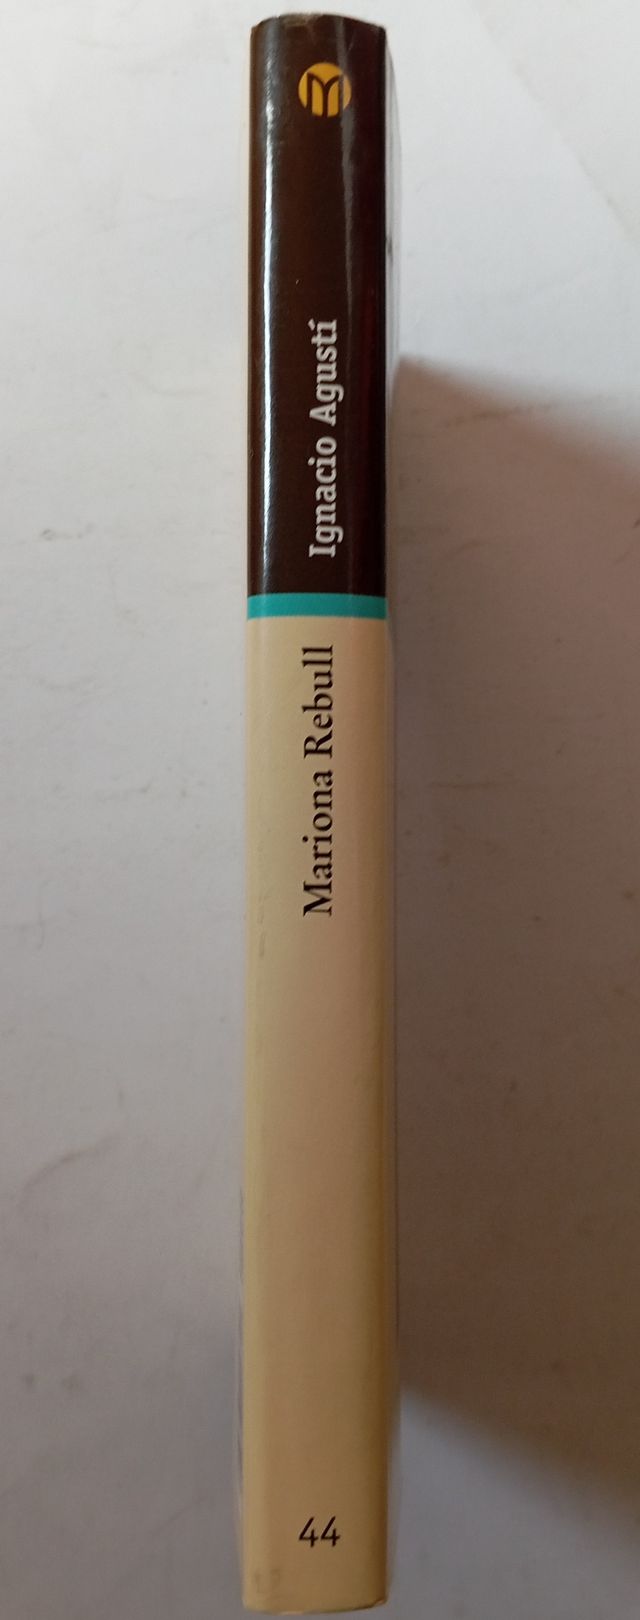 M
Ignacio Agustí
Mariona Rebull
44